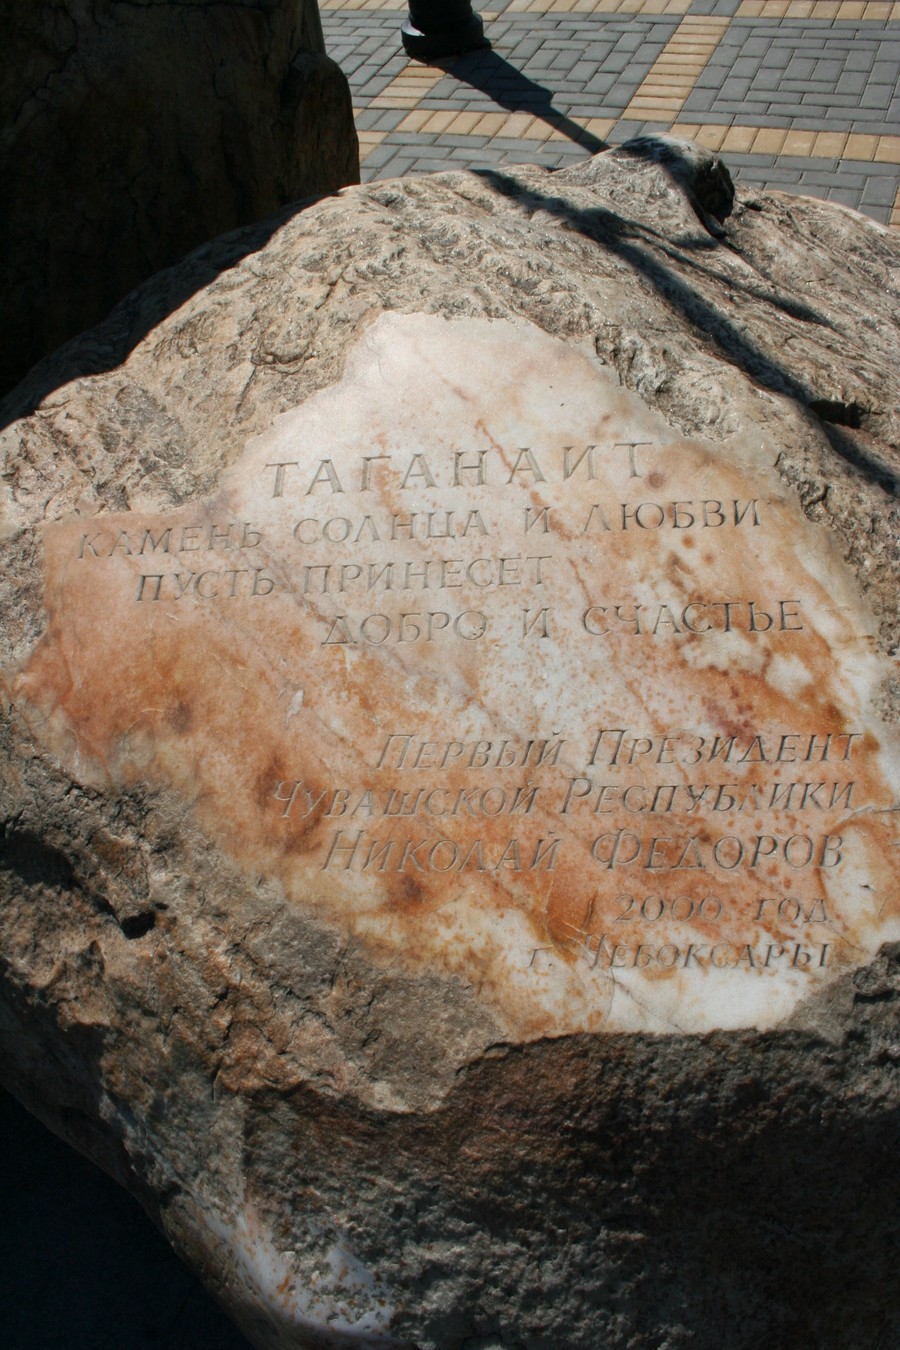 ТАГАНАИТ
КАМЕНЬ СОЛНЦА И ЛЮБВИ
ПУСТЬ ПРИНЕСЕТ
ДОБРО И СЧАСТЬЕ
ПЕРВЫЙ ПРЕЗИДЕНТ
ЧУВАШСКОЙ РЕСПУБЛИКИ
НИКОЛАЙ ФЕДОРОВ
2000 ГОД
Г. ЧЕБОКСАРЫ